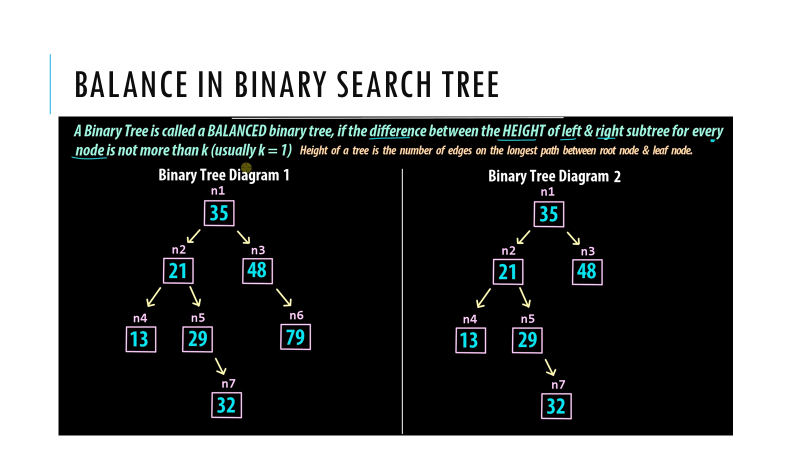 BALANCE IN BINARY SEARCH TREE
A Binary Tree is called a BALANCED binary tree, if the difference between the HEIGHT of left & right subtree for every
node is not more than k (usually k = 1) Height of a tree is the number of edges on the longest path between root node & leaf node.
Binary Tree Diagram 1
n1
35
n2 n3
21 48
n4 n5 n6
13 29 79
n7
32
Binary Tree Diagram 2
n1
35
n2 n3
21 48
n4 n5
13 29
n7
32